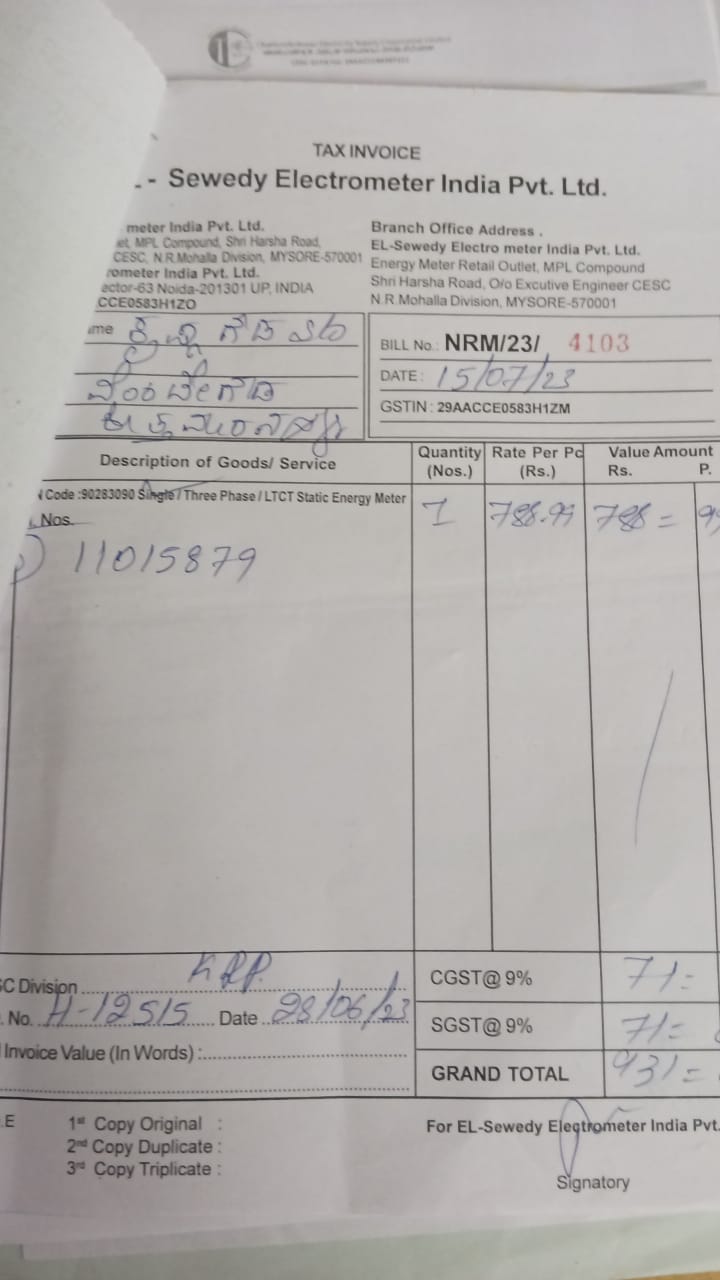 TAX INVOICE
- Sewedy Electrometer India Pvt. Ltd.
meter India Pvt. Ltd.
et, MPL Compound, Shri Harsha Road,
CESC, N.R.Mohalla Division, MYSORE-570001
rometer India Pvt. Ltd.
ector-63 Noida-201301 UP, INDIA
CCE0583H1ZO
Branch Office Address .
EL-Sewedy Electro meter India Pvt. Ltd.
Energy Meter Retail Outlet, MPL Compound
Shri Harsha Road, O/o Excutive Engineer CESC
N.R.Mohalla Division, MYSORE-570001
ame
BILL No.: NRM/23/ 4103
DATE : 15/07/23
GSTIN : 29AACCE0583H1ZM
Description of Goods/ Service Quantity (Nos.) Rate Per Pc (Rs.) Value Amount Rs. P.
Code :90283090 Single / Three Phase / LTCT Static Energy Meter 1 788.99 788= 9
Nos.
11015879
SC Division
No. H-12515 Date 28/06/23
Invoice Value (In Words) :
CGST@ 9% 71=
SGST@ 9% 71=
GRAND TOTAL 931=
E 1st Copy Original :
2nd Copy Duplicate :
3rd Copy Triplicate :
For EL-Sewedy Electrometer India Pvt.
Signatory